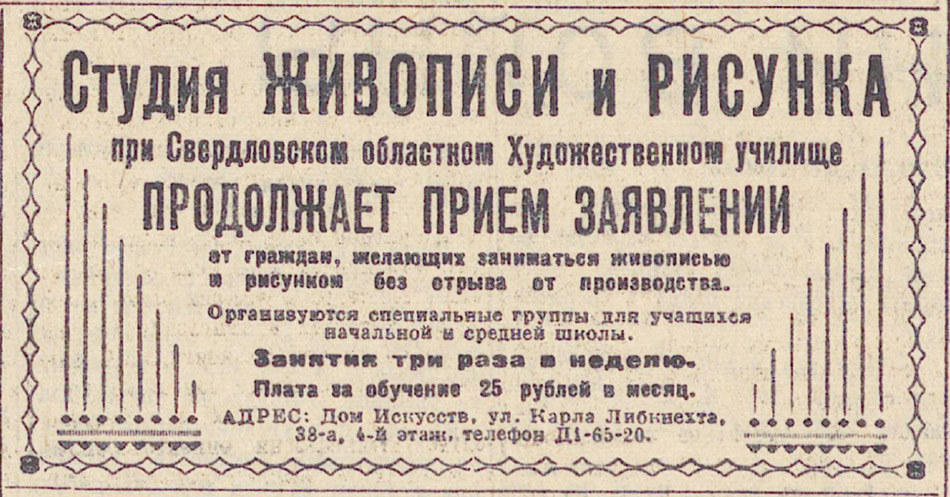 Студия ЖИВОПИСИ и РИСУНКА
при Свердловском областном Художественном училище
ПРОДОЛЖАЕТ ПРИЕМ ЗАЯВЛЕНИИ
от граждан, желающих заниматься живописью
и рисунком без отрыва от производства.
Организуются специальные группы для учащихся
начальной и средней школы.
Занятия три раза в неделю.
Плата за обучение 25 рублей в месяц.
АДРЕС: Дом Искусств, ул. Карла Либкнехта,
38-а, 4-й этаж, телефон Д1-65-20.